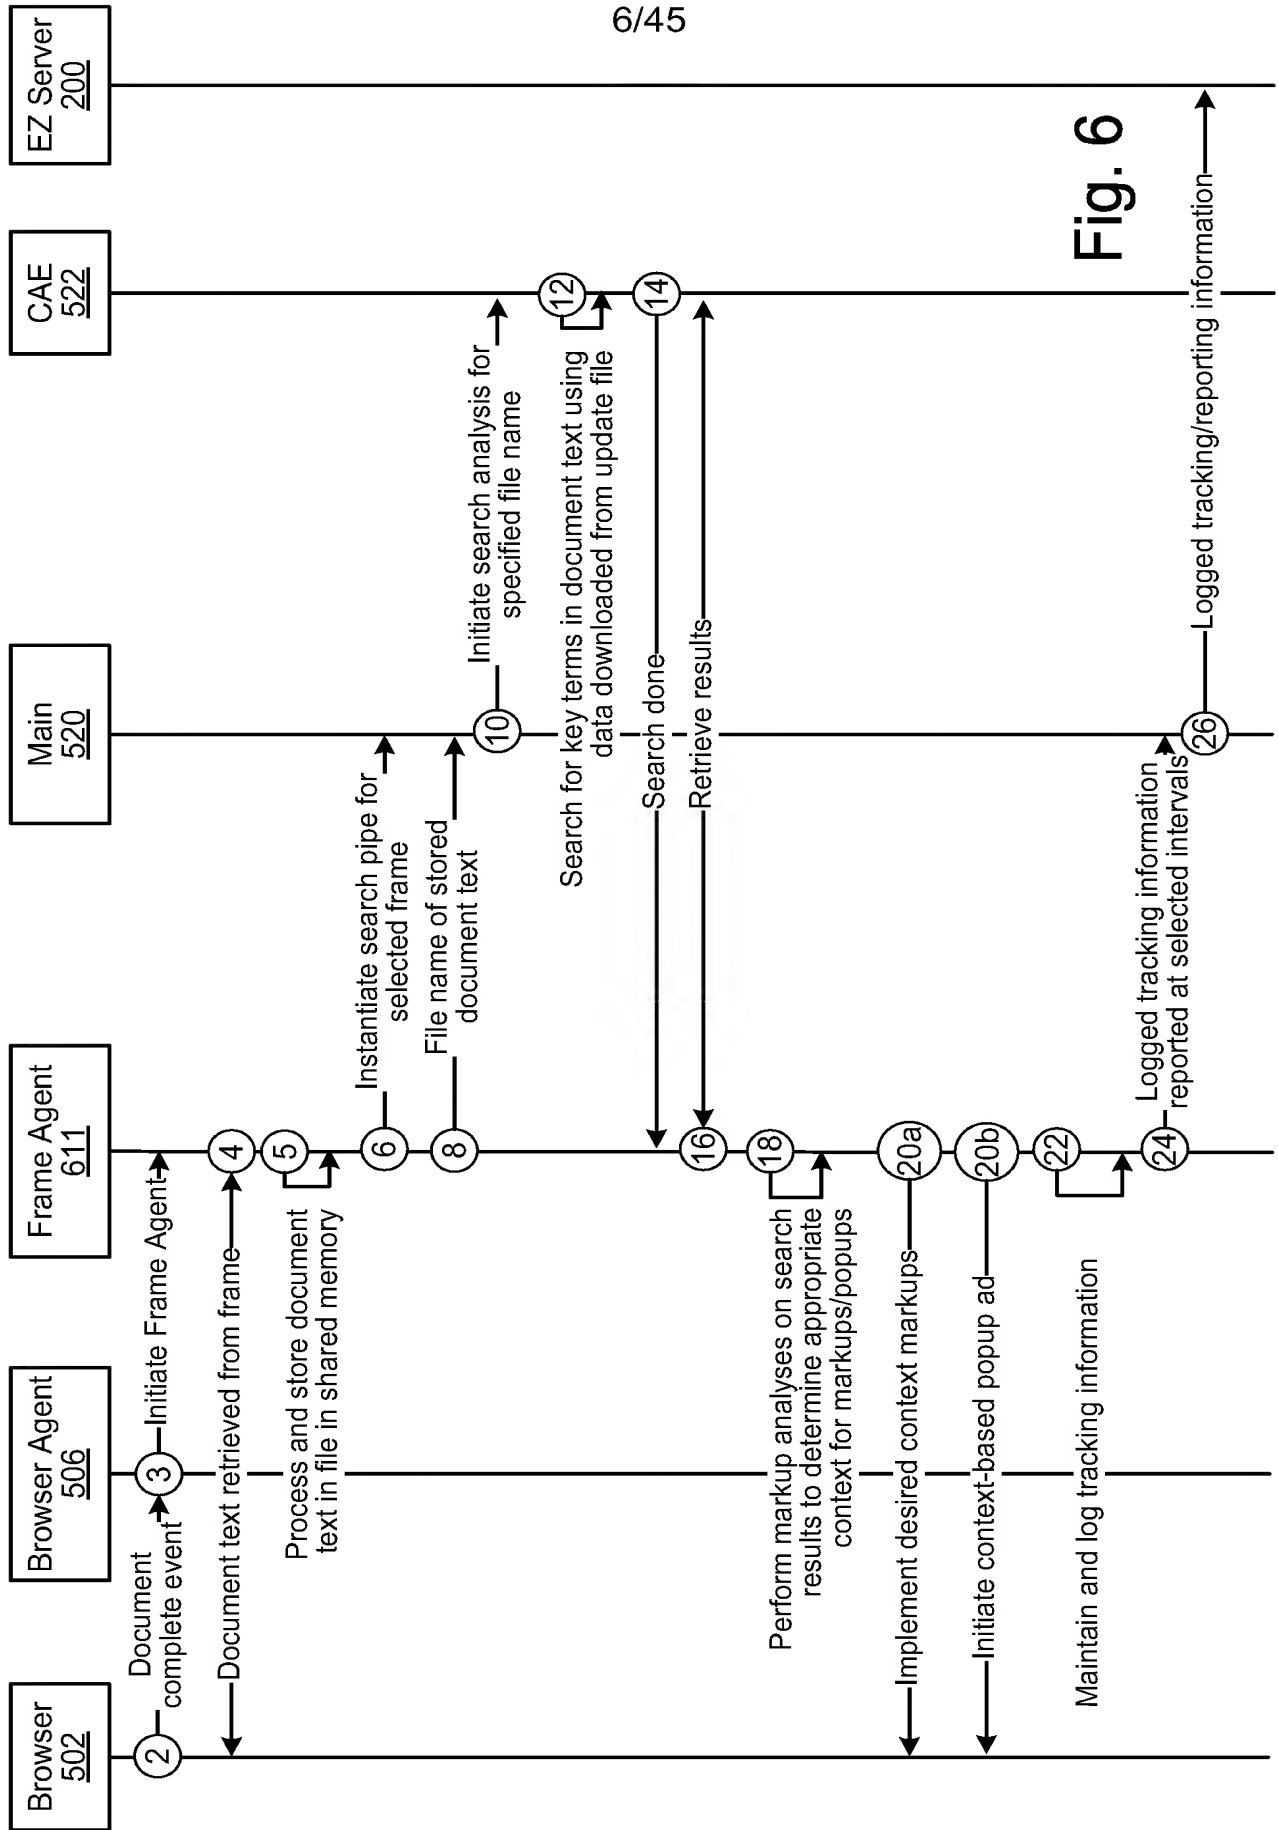 6/45
Browser
502
Browser Agent
506
Frame Agent
611
Main
520
CAE
522
EZ Server
200
2
Document
complete event
3
Initiate Frame Agent
4
Document text retrieved from frame
5
Process and store document
text in file in shared memory
6
Instantiate search pipe for
selected frame
8
File name of stored
document text
10
Initiate search analysis for
specified file name
12
Search for key terms in document text using
data downloaded from update file
14
Search done
16
Retrieve results
18
Perform markup analyses on search
results to determine appropriate
context for markups/popups
20a
Implement desired context markups
20b
Initiate context-based popup ad
22
Maintain and log tracking information
24
Logged tracking information
reported at selected intervals
26
Logged tracking/reporting information
Fig. 6